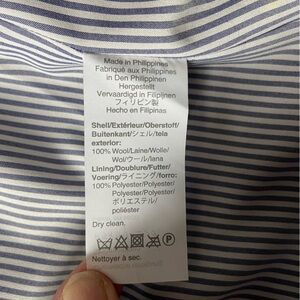 Made in Philippines
Fabriqué aux Philippines
in Den Philippinen
Hergestellt
Vervaardigd in Filipijnen
フィリピン製
Hecho en Filipinas
Shell/Extérieur/Oberstoff/
Buitenkant/シェル/tela
exterior:
100% Wool/Laine/Wolle/
Wol/ウール/lana
Lining/Doublure/Futter/
Voering/ライニング/forro:
100% Polyester/Polyester/
Polyester/Polyester/
ポリエステル/
poliéster
Dry clean.
P
Nettoyer à sec.